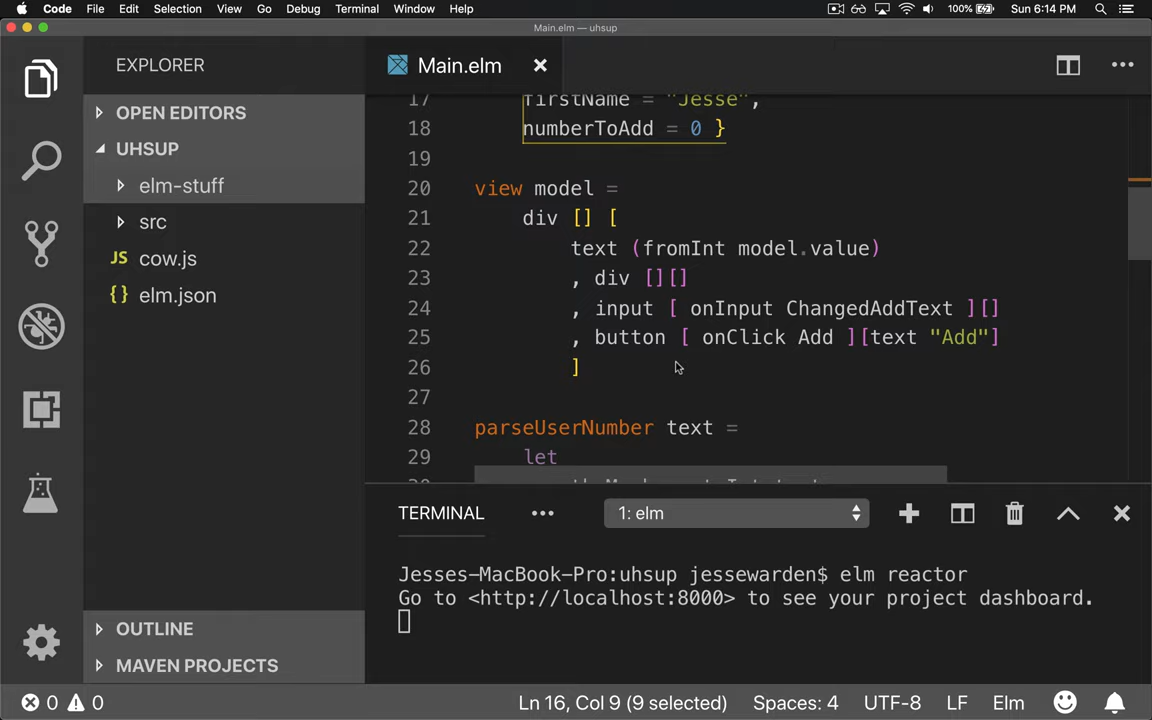 Code File Edit Selection View Go Debug Terminal Window Help 100% Sun 6:14 PM
Main.elm — uhsup
EXPLORER
OPEN EDITORS
UHSUP
elm-stuff
src
JS cow.js
{} elm.json
OUTLINE
MAVEN PROJECTS
Main.elm
17 firstName = "Jesse",
18 numberToAdd = 0 }
19
20 view model =
21 div [] [
22 text (fromInt model.value)
23 , div [][]
24 , input [ onInput ChangedAddText ][]
25 , button [ onClick Add ][text "Add"]
26 ]
27
28 parseUserNumber text =
29 let
TERMINAL ••• 1: elm
Jesses-MacBook-Pro:uhsup jessewarden$ elm reactor
Go to <http://localhost:8000> to see your project dashboard.
0 0 Ln 16, Col 9 (9 selected) Spaces: 4 UTF-8 LF Elm